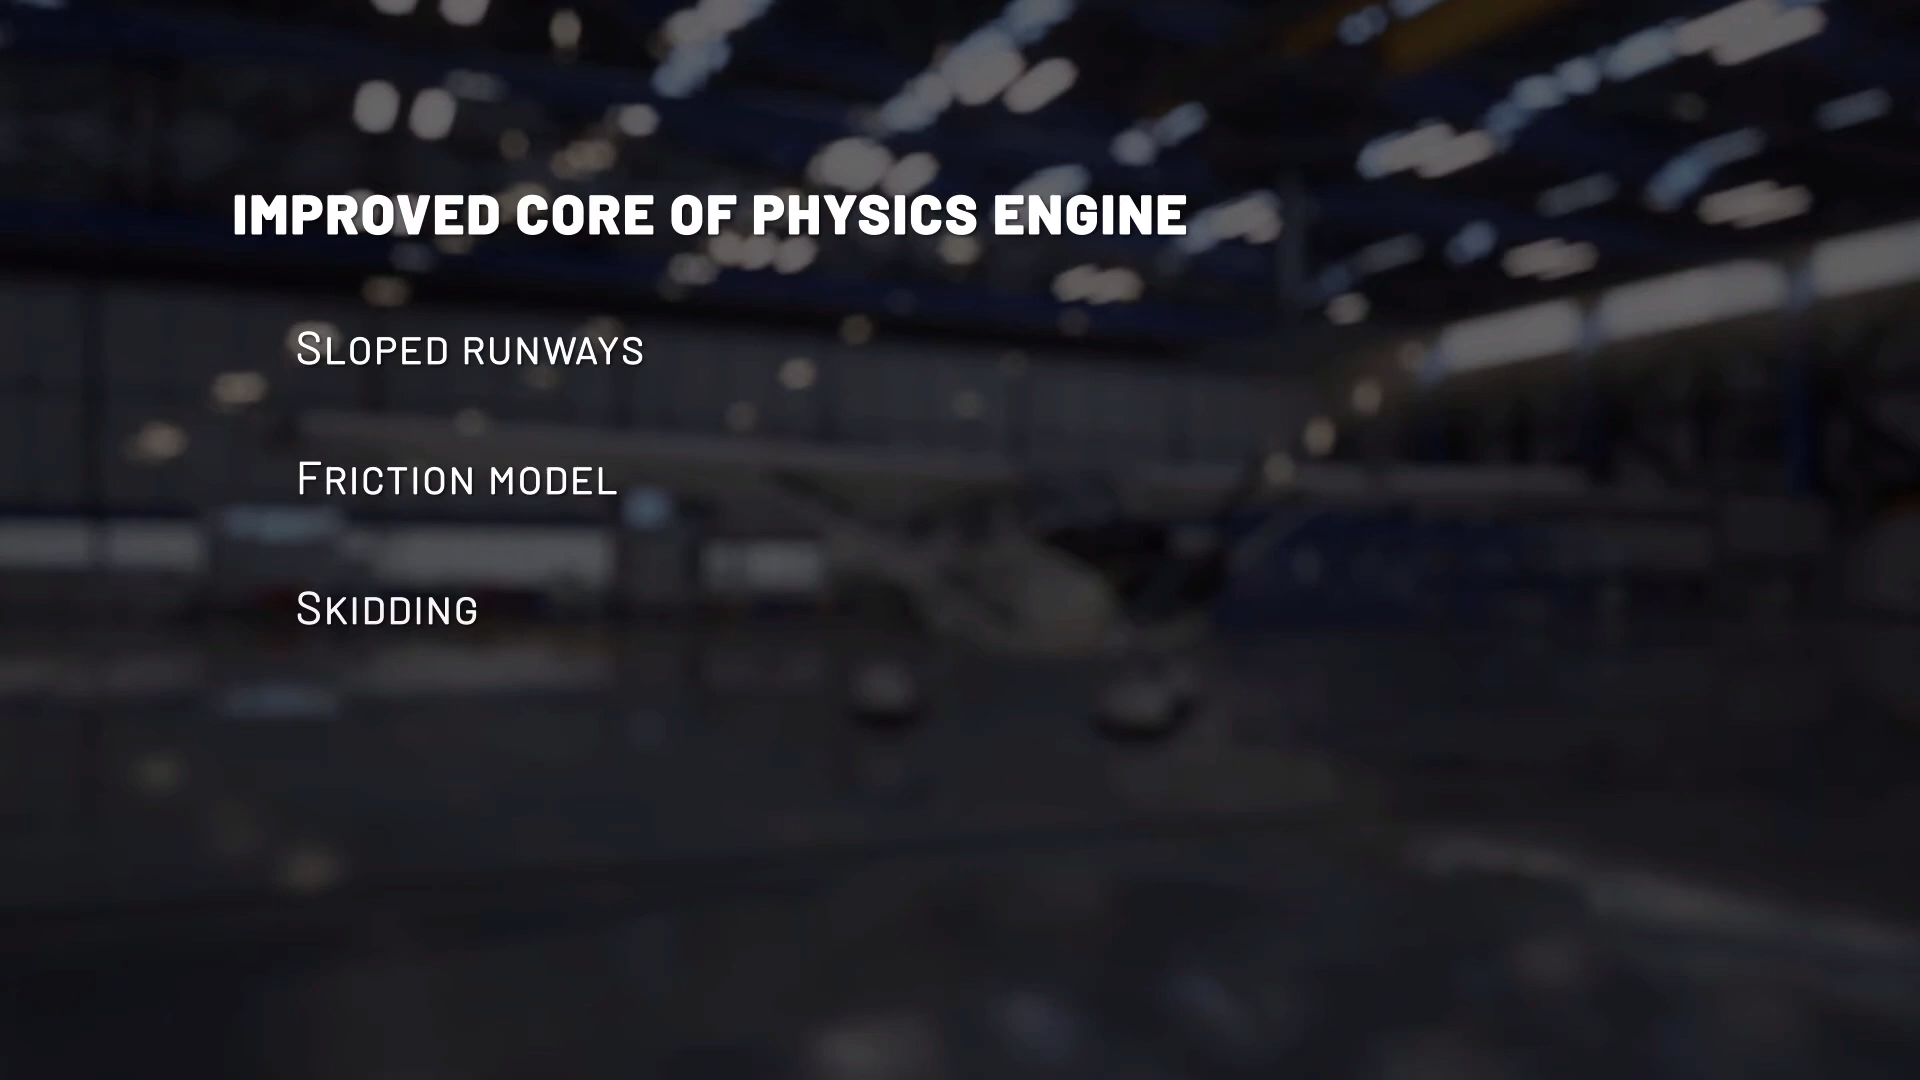 IMPROVED CORE OF PHYSICS ENGINE
SLOPED RUNWAYS
FRICTION MODEL
SKIDDING